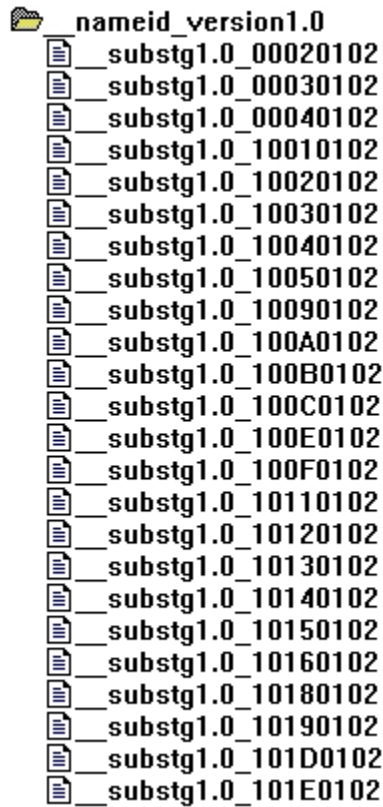 __nameid_version1.0
__substg1.0_00020102
__substg1.0_00030102
__substg1.0_00040102
__substg1.0_10010102
__substg1.0_10020102
__substg1.0_10030102
__substg1.0_10040102
__substg1.0_10050102
__substg1.0_10090102
__substg1.0_100A0102
__substg1.0_100B0102
__substg1.0_100C0102
__substg1.0_100E0102
__substg1.0_100F0102
__substg1.0_10110102
__substg1.0_10120102
__substg1.0_10130102
__substg1.0_10140102
__substg1.0_10150102
__substg1.0_10160102
__substg1.0_10180102
__substg1.0_10190102
__substg1.0_101D0102
__substg1.0_101E0102